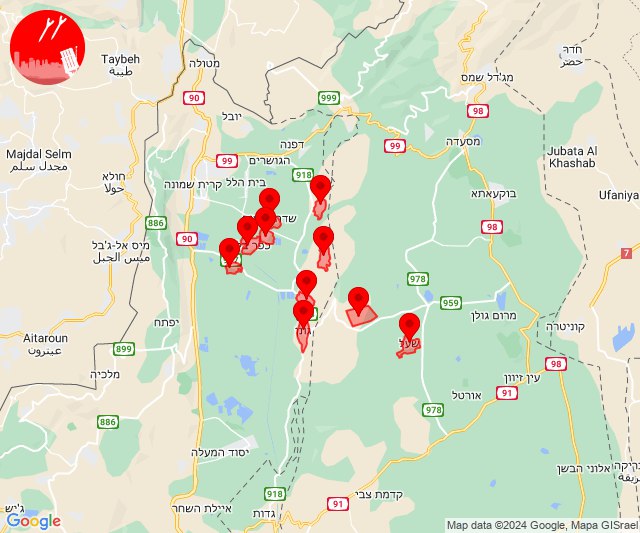 Taybeh
طيبة
מטולה
90
999
יובל
חדר
حضر
מג'דל שמס
98
99
דפנה
99
מסעדה
הגושרים
Majdal Selm
مجدل سلم
Jubata Al
Khashab
חולא
حولا
918
קרית שמונה
בית הלל
בוקעאתא
Ufaniya
886
98
90
מיס אל-ג'בל
ميس الجبل
7
978
959
מרום גולן
יפתח
קוניטרה
Aitaroun
عيترون
899
שעל
98
מלכיה
עין זיוון
91
אורטל
978
886
יסוד המעלה
אלוני הבשן
918
91
קדמת צבי
ג'יש
איילת השחר
גדות
Google
Map data ©2024 Google, Mapa GISrael